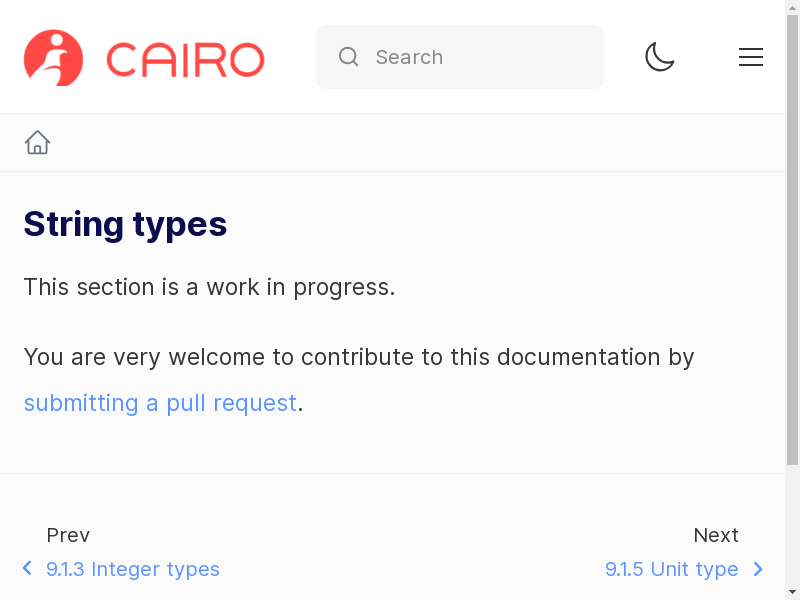 CAIRO
Search
String types
This section is a work in progress.
You are very welcome to contribute to this documentation by
submitting a pull request.
Prev
Next
9.1.3 Integer types
9.1.5 Unit type